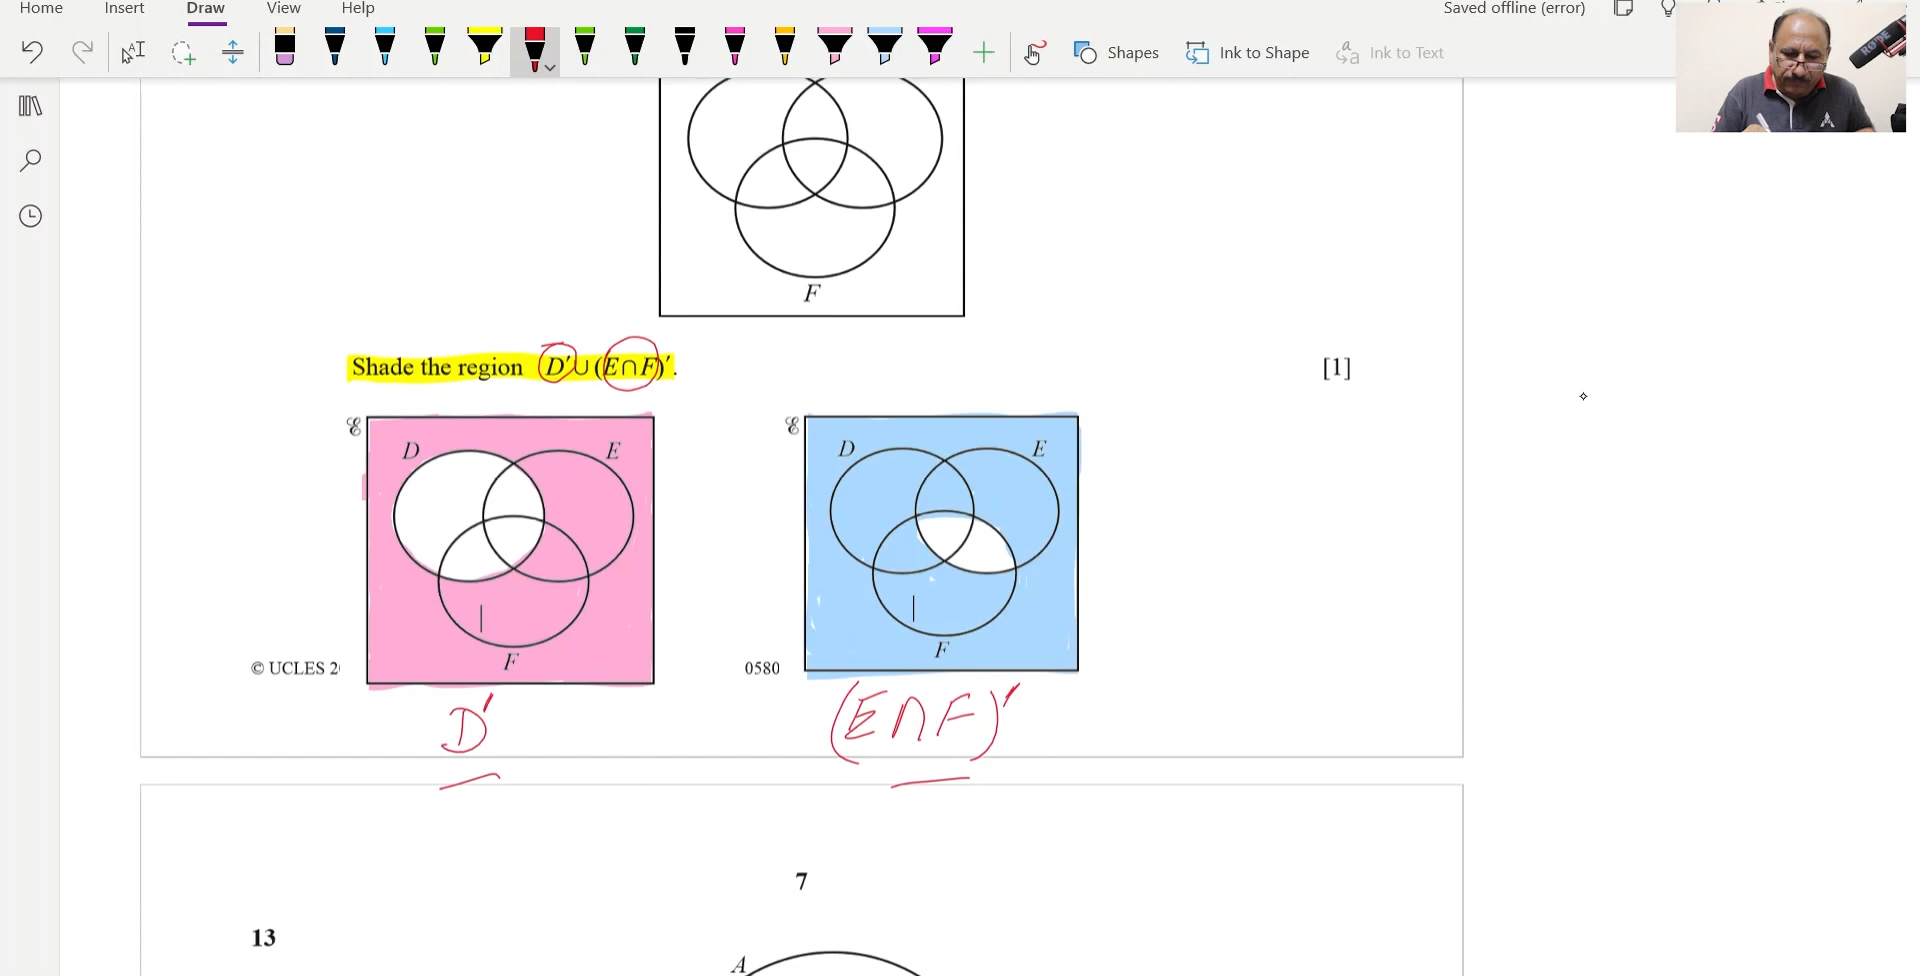 Home Insert Draw View Help Saved offline (error)
Shapes Ink to Shape Ink to Text
RØDE
F
Shade the region D′ ∪ (E ∩ F)′. [1]
ℰ D E F
ℰ D E F
© UCLES 2 0580
D′ (E ∩ F)′
7
13
A